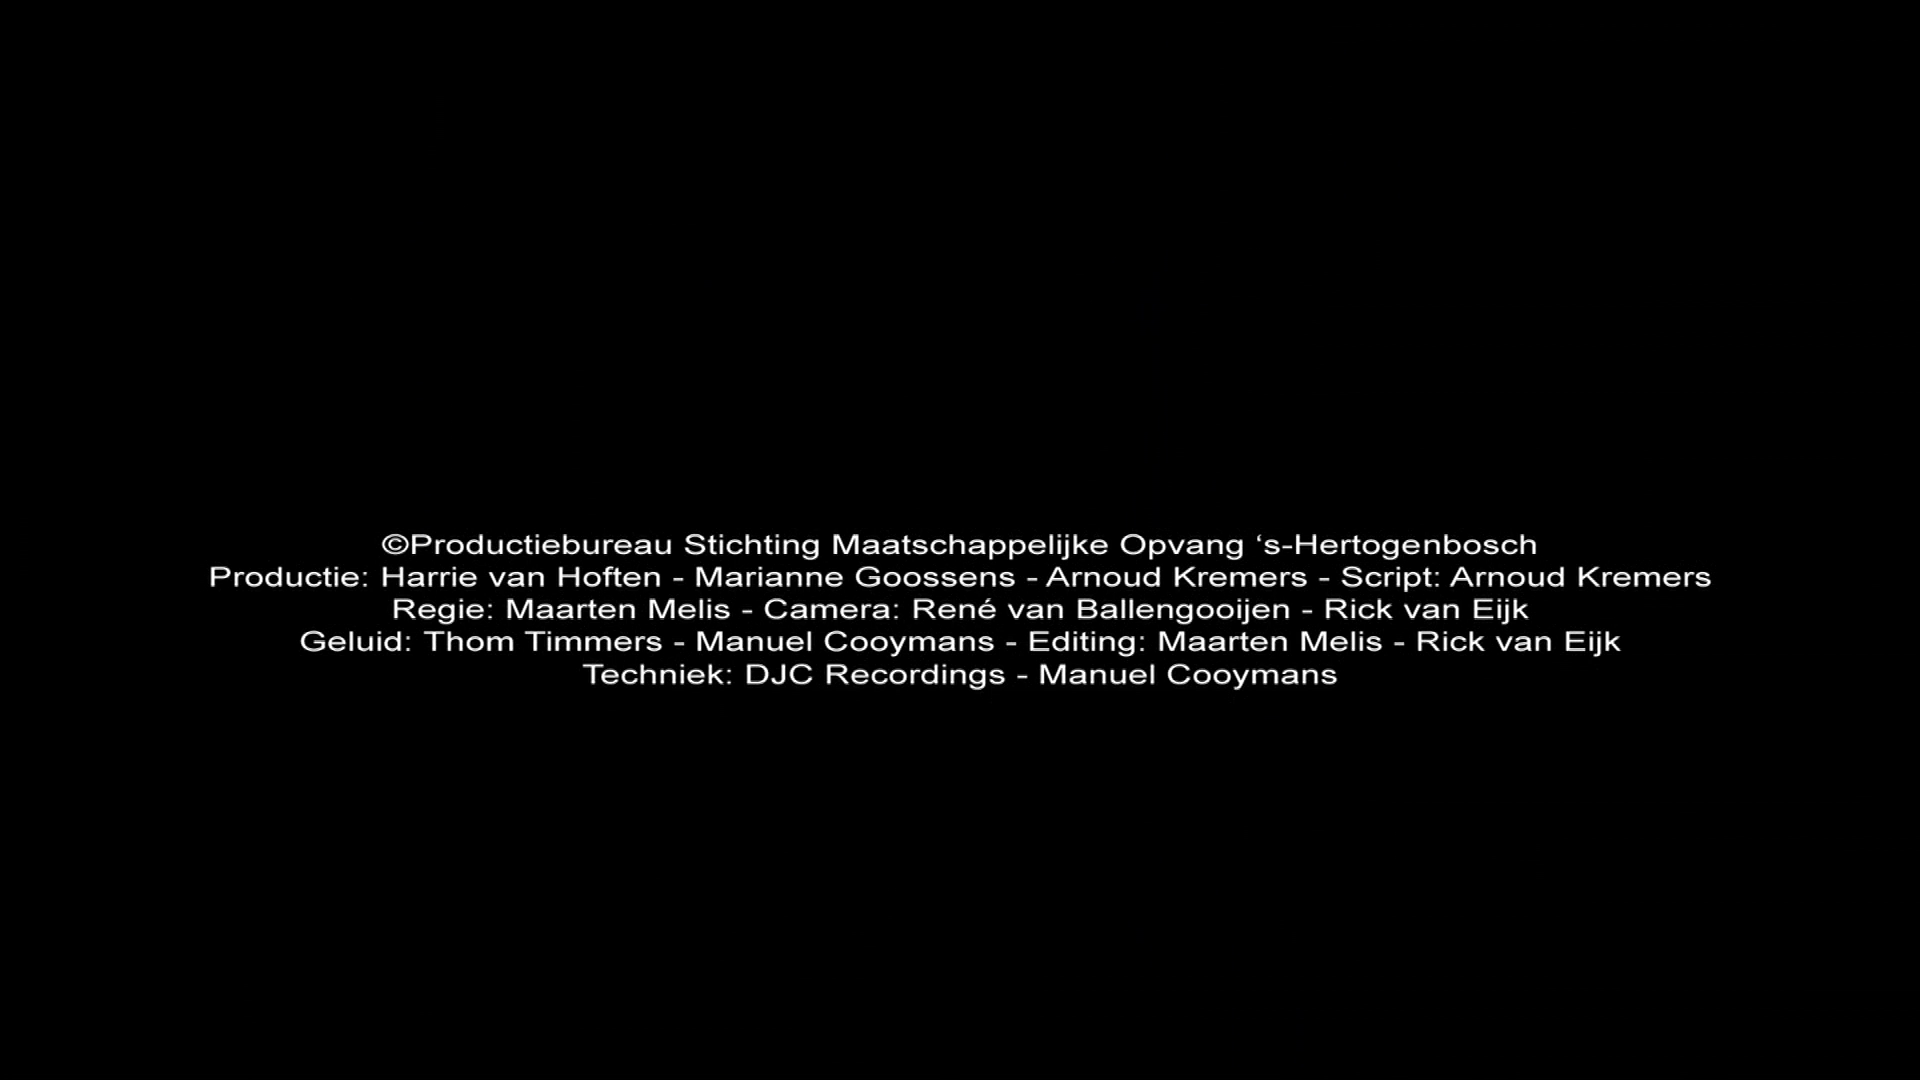 ©Productiebureau Stichting Maatschappelijke Opvang ‘s-Hertogenbosch
Productie: Harrie van Hoften - Marianne Goossens - Arnoud Kremers - Script: Arnoud Kremers
Regie: Maarten Melis - Camera: René van Ballengooijen - Rick van Eijk
Geluid: Thom Timmers - Manuel Cooymans - Editing: Maarten Melis - Rick van Eijk
Techniek: DJC Recordings - Manuel Cooymans